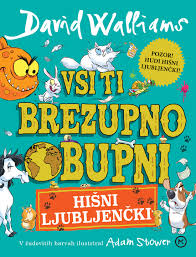 David Walliams
POZOR!
HUDI HIŠNI
LJUBLJENČKI!
VSI TI
BREZUPNO
OBUPNI
HIŠNI
LJUBLJENČKI
V čudovitih barvah ilustriral Adam Stower
M